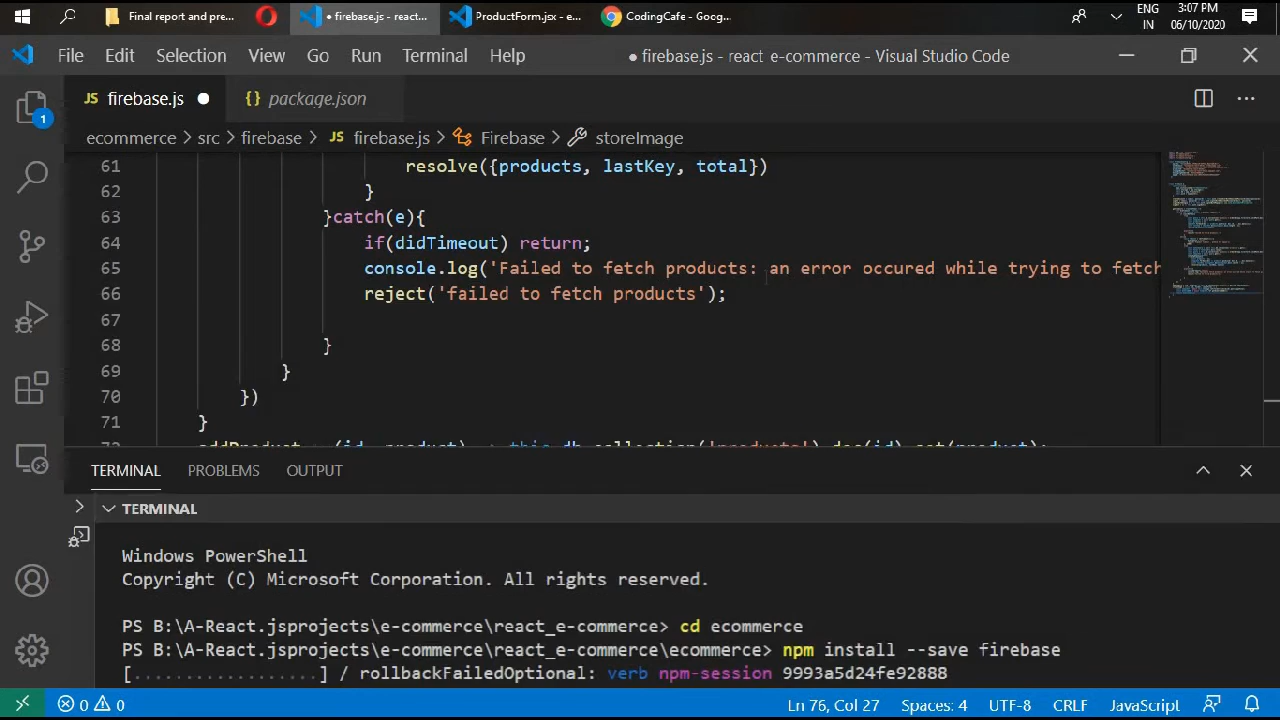 Final report and pre...
firebase.js - react...
ProductForm.jsx - e...
CodingCafe - Goog...
ENG
IN
3:07 PM
06/10/2020
File Edit Selection View Go Run Terminal Help
● firebase.js - react e-commerce - Visual Studio Code
JS firebase.js
{} package.json
1
ecommerce > src > firebase > JS firebase.js > Firebase > storeImage
61 resolve({products, lastKey, total})
62 }
63 }catch(e){
64 if(didTimeout) return;
65 console.log('Failed to fetch products: an error occured while trying to fetch
66 reject('failed to fetch products');
67
68 }
69 }
70 })
71 }
TERMINAL PROBLEMS OUTPUT
TERMINAL
Windows PowerShell
Copyright (C) Microsoft Corporation. All rights reserved.
PS B:\A-React.jsprojects\e-commerce\react_e-commerce> cd ecommerce
PS B:\A-React.jsprojects\e-commerce\react_e-commerce\ecommerce> npm install --save firebase
[..................] / rollbackFailedOptional: verb npm-session 9993a5d24fe92888
0 0
Ln 76, Col 27 Spaces: 4 UTF-8 CRLF JavaScript